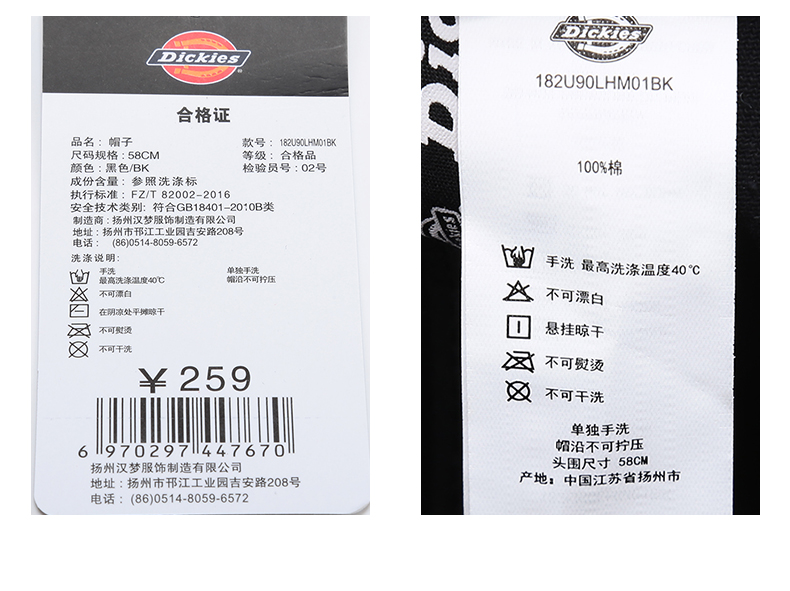 Dickies
合格证
品名：帽子
款号：182U90LHM01BK
尺码规格：58CM
等级：合格品
颜色：黑色/BK
检验员号：02号
成份含量：参照洗涤标
执行标准：FZ/T 82002-2016
安全技术类别：符合GB18401-2010B类
制造商：扬州汉梦服饰制造有限公司
地址：扬州市邗江工业园吉安路208号
电话： (86)0514-8059-6572
洗涤说明：
手洗
最高洗涤温度40℃
单独手洗
帽沿不可拧压
不可漂白
在阴凉处平摊晾干
不可熨烫
不可干洗
¥ 259
6 970297 447670
扬州汉梦服饰制造有限公司
地址：扬州市邗江工业园吉安路208号
电话： (86)0514-8059-6572
Dickies
182U90LHM01BK
100%棉
手洗 最高洗涤温度40℃
不可漂白
悬挂晾干
不可熨烫
不可干洗
单独手洗
帽沿不可拧压
头围尺寸 58CM
产地：中国江苏省扬州市
Dic
Dickies